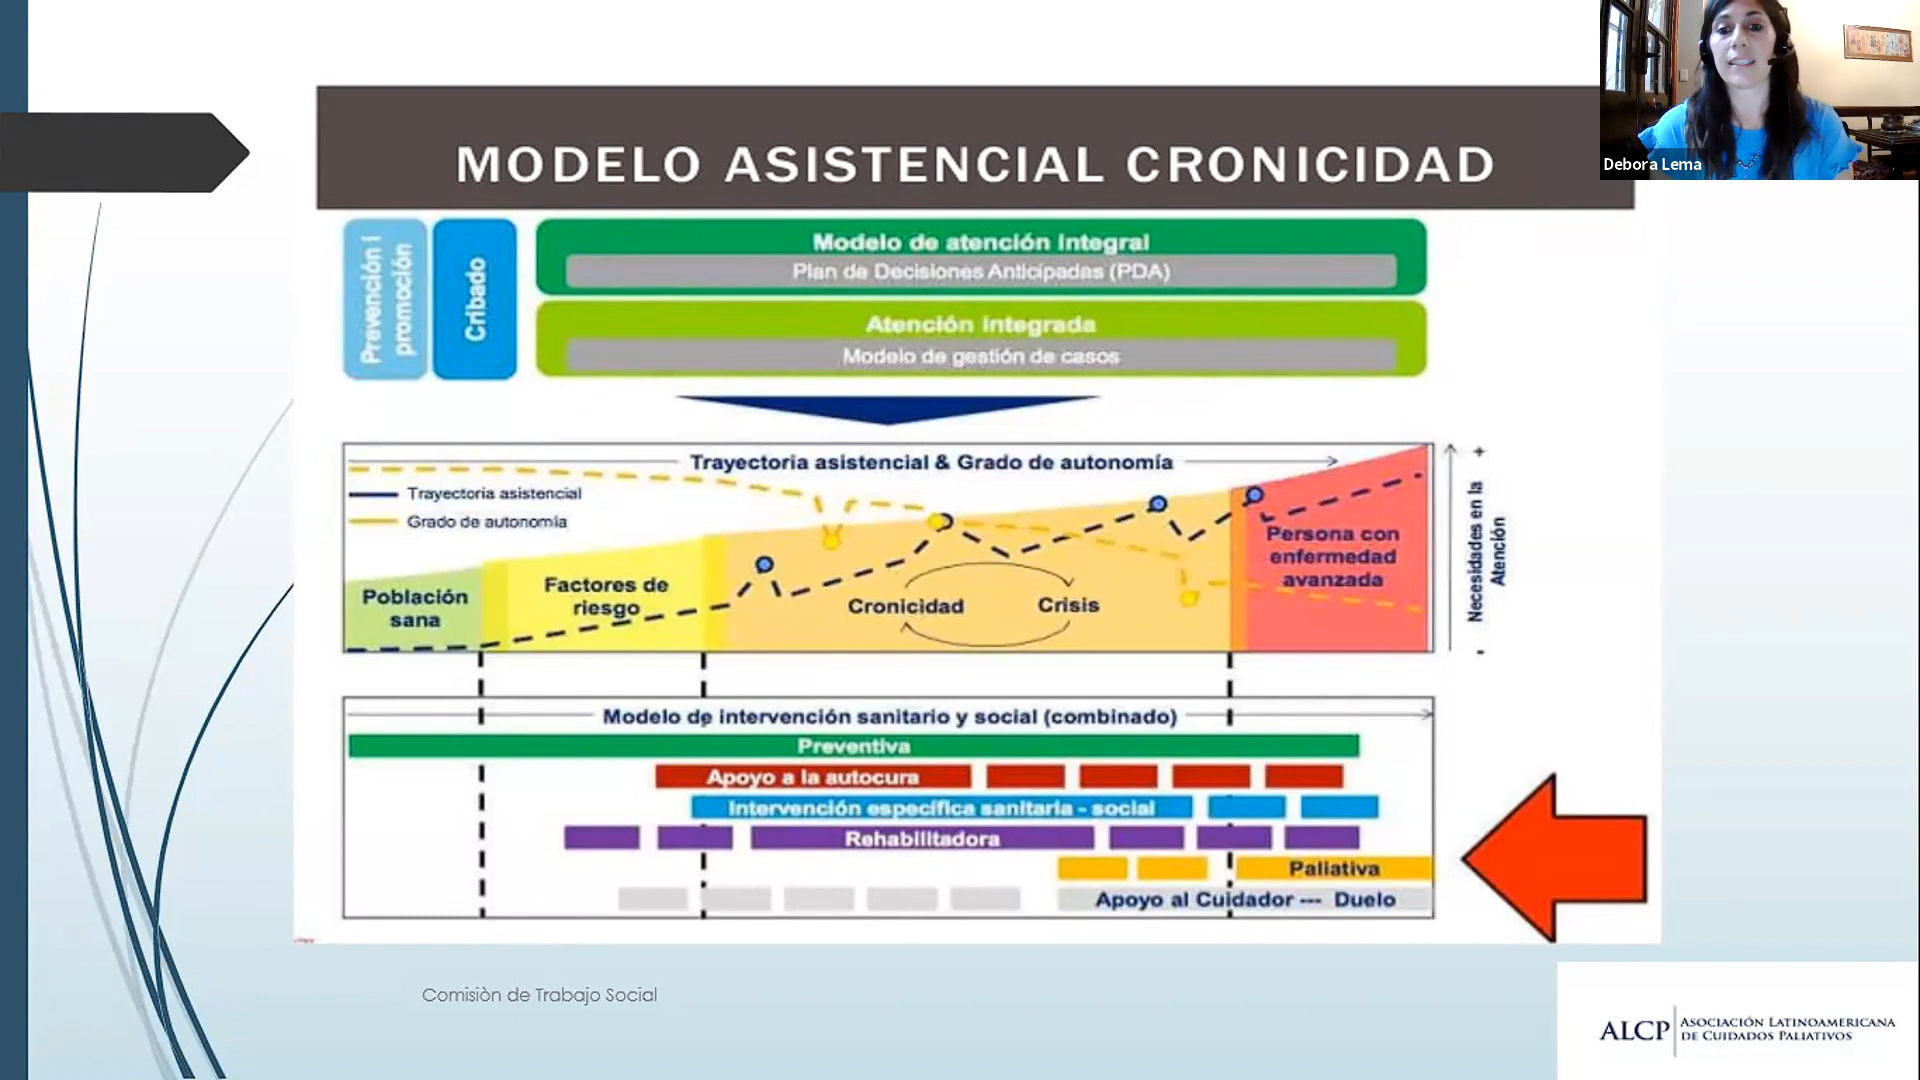 Debora Lema
MODELO ASISTENCIAL CRONICIDAD
Prevención i
promoción
Cribado
Modelo de atención Integral
Plan de Decisiones Anticipadas (PDA)
Atención integrada
Modelo de gestión de casos
Trayectoria asistencial & Grado de autonomía
Trayectoria asistencial
Grado de autonomía
Población
sana
Factores de
riesgo
Cronicidad
Crisis
Persona con
enfermedad
avanzada
+
Necesidades en la
Atención
-
Modelo de intervención sanitario y social (combinado)
Preventiva
Apoyo a la autocura
Intervención específica sanitaria - social
Rehabilitadora
Paliativa
Apoyo al Cuidador --- Duelo
Comisiòn de Trabajo Social
ALCP
ASOCIACIÓN LATINOAMERICANA
DE CUIDADOS PALIATIVOS